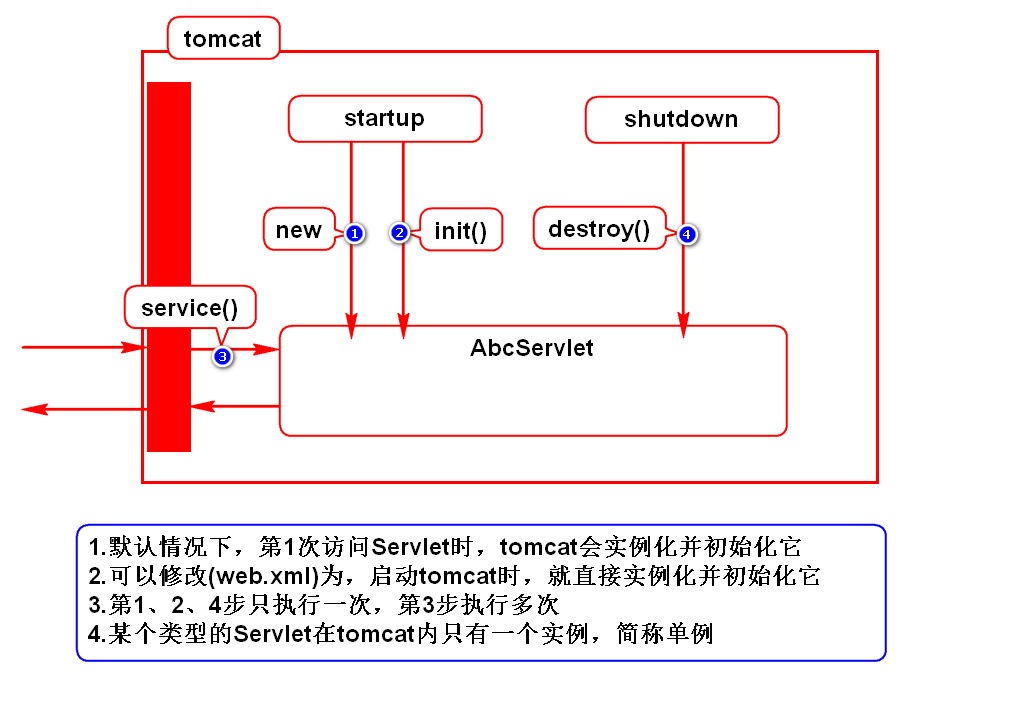 tomcat
startup
shutdown
new
1
2
init()
destroy()
4
service()
3
AbcServlet
1.默认情况下，第1次访问Servlet时，tomcat会实例化并初始化它
2.可以修改(web.xml)为，启动tomcat时，就直接实例化并初始化它
3.第1、2、4步只执行一次，第3步执行多次
4.某个类型的Servlet在tomcat内只有一个实例，简称单例